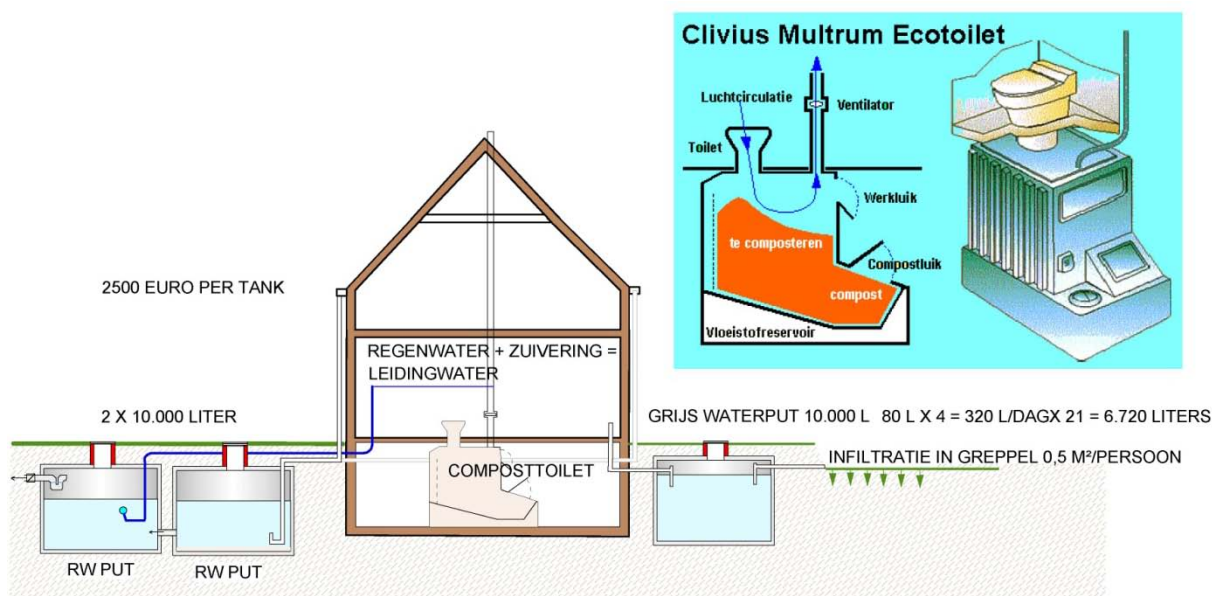 Clivius Multrum Ecotoilet
Luchtcirculatie
Ventilator
Toilet
Werkluik
te composteren
Compostluik
compost
Vloeistofreservoir
2500 EURO PER TANK
REGENWATER + ZUIVERING =
LEIDINGWATER
2 X 10.000 LITER
GRIJS WATERPUT 10.000 L 80 L X 4 = 320 L/DAGX 21 = 6.720 LITERS
INFILTRATIE IN GREPPEL 0,5 M²/PERSOON
COMPOSTTOILET
RW PUT
RW PUT